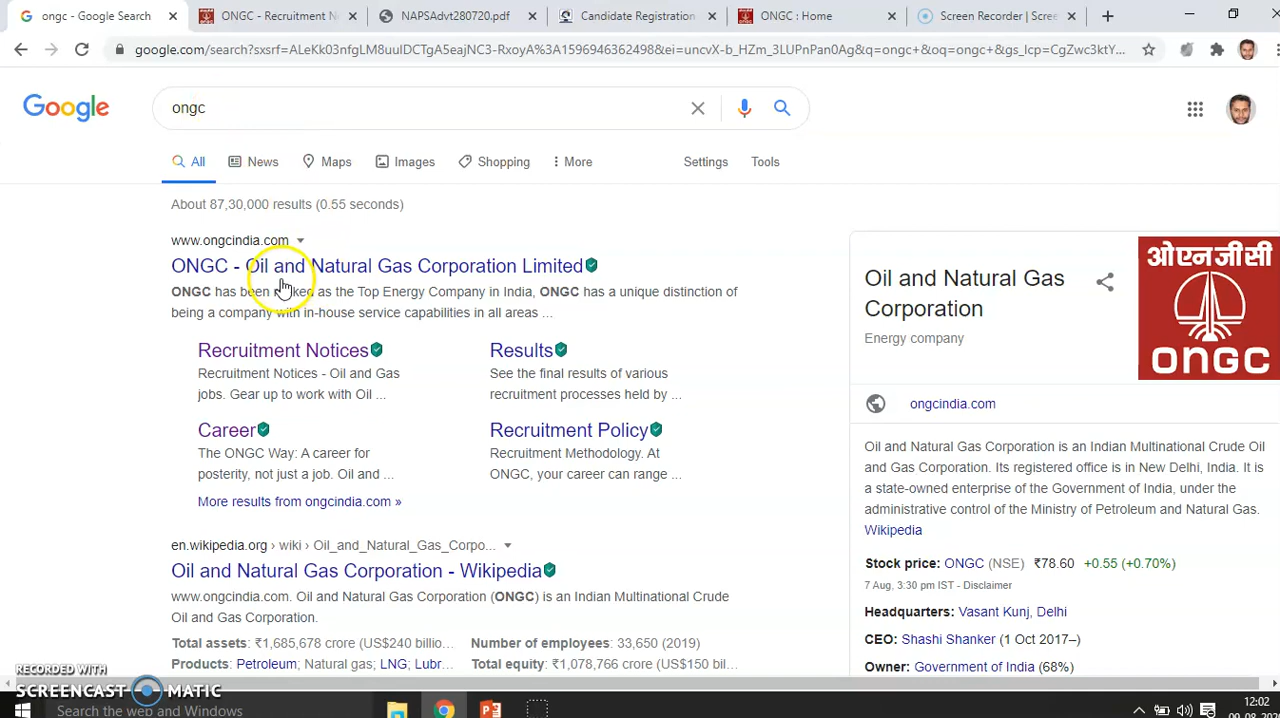 ongc - Google Search
ONGC - Recruitment N
NAPSAdvt280720.pdf
Candidate Registration
ONGC : Home
Screen Recorder | Scre
google.com/search?sxsrf=ALeKk03nfgLM8uuIDCTgA5eajNC3-RxoyA%3A1596946362498&ei=uncvX-b_HZm_3LUPnPan0Ag&q=ongc+&oq=ongc+&gs_lcp=CgZwc3ktY...
Google
ongc
All
News
Maps
Images
Shopping
More
Settings
Tools
About 87,30,000 results (0.55 seconds)
www.ongcindia.com
ONGC - Oil and Natural Gas Corporation Limited
ONGC has been ranked as the Top Energy Company in India, ONGC has a unique distinction of
being a company with in-house service capabilities in all areas ...
Recruitment Notices
Recruitment Notices - Oil and Gas
jobs. Gear up to work with Oil ...
Results
See the final results of various
recruitment processes held by ...
Career
The ONGC Way: A career for
posterity, not just a job. Oil and ...
Recruitment Policy
Recruitment Methodology. At
ONGC, your career can range ...
More results from ongcindia.com »
en.wikipedia.org › wiki › Oil_and_Natural_Gas_Corpo...
Oil and Natural Gas Corporation - Wikipedia
www.ongcindia.com. Oil and Natural Gas Corporation (ONGC) is an Indian Multinational Crude
Oil and Gas Corporation.
Total assets: ₹1,685,678 crore (US$240 billio...
Number of employees: 33,650 (2019)
Products: Petroleum; Natural gas; LNG; Lubr...
Total equity: ₹1,078,766 crore (US$150 bil...
Oil and Natural Gas
Corporation
Energy company
ओएनजीसी
ONGC
ongcindia.com
Oil and Natural Gas Corporation is an Indian Multinational Crude Oil
and Gas Corporation. Its registered office is in New Delhi, India. It is
a state-owned enterprise of the Government of India, under the
administrative control of the Ministry of Petroleum and Natural Gas.
Wikipedia
Stock price: ONGC (NSE) ₹78.60 +0.55 (+0.70%)
7 Aug, 3:30 pm IST - Disclaimer
Headquarters: Vasant Kunj, Delhi
CEO: Shashi Shanker (1 Oct 2017–)
Owner: Government of India (68%)
RECORDED WITH
SCREENCAST MATIC
Search the web and Windows
12:02